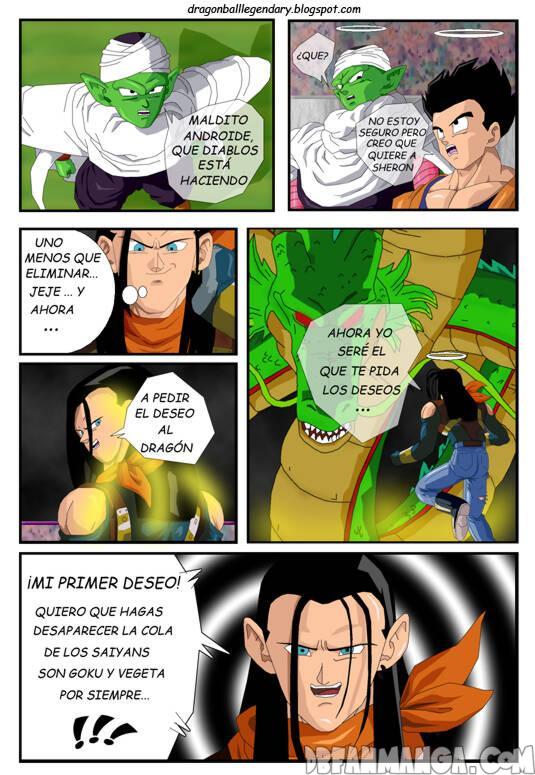 dragonballlegendary.blogspot.com
MALDITO
ANDROIDE,
QUE DIABLOS
ESTÁ
HACIENDO
¿QUE?
NO ESTOY
SEGURO PERO
CREO QUE
QUIERE A
SHERON
UNO
MENOS QUE
ELIMINAR...
JEJE ... Y
AHORA
...
A PEDIR
EL DESEO
AL
DRAGÓN
AHORA YO
SERÉ EL
QUE TE PIDA
LOS DESEOS
...
¡MI PRIMER DESEO!
QUIERO QUE HAGAS
DESAPARECER LA COLA
DE LOS SAIYANS
SON GOKU Y VEGETA
POR SIEMPRE...
!!!
DBFANMANGA.COM